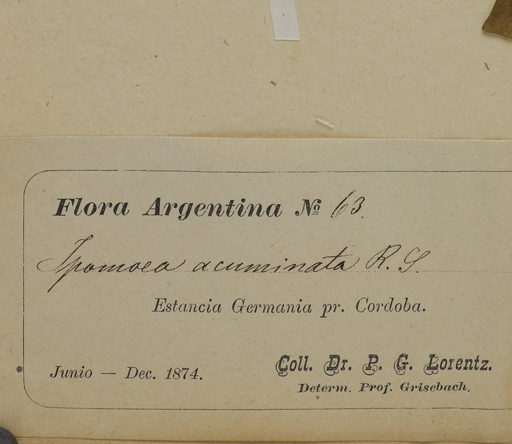 Flora Argentina № 63.
Ipomoea acuminata R. S.
Estancia Germania pr. Cordoba.
Junio — Dec. 1874.
Coll. Dr. P. G. Lorentz.
Determ. Prof. Grisebach.